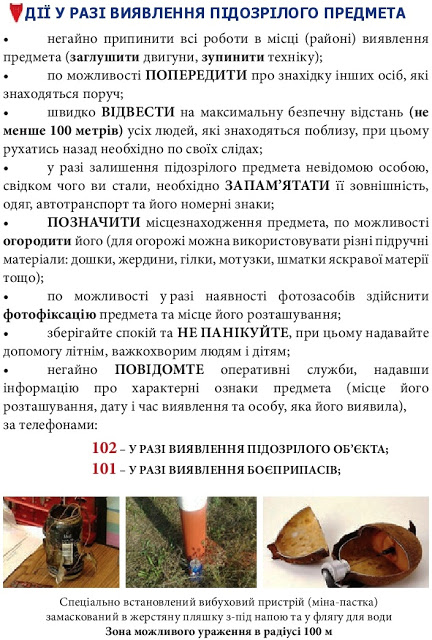 ДІЇ У РАЗІ ВИЯВЛЕННЯ ПІДОЗРІЛОГО ПРЕДМЕТА
• негайно припинити всі роботи в місці (районі) виявлення
предмета (заглушити двигуни, зупинити техніку);
• по можливості ПОПЕРЕДИТИ про знахідку інших осіб, які
знаходяться поруч;
• швидко ВІДВЕСТИ на максимальну безпечну відстань (не
менше 100 метрів) усіх людей, які знаходяться поблизу, при цьому
рухатись назад необхідно по своїх слідах;
• у разі залишення підозрілого предмета невідомою особою,
свідком чого ви стали, необхідно ЗАПАМ’ЯТАТИ її зовнішність,
одяг, автотранспорт та його номерні знаки;
• ПОЗНАЧИТИ місцезнаходження предмета, по можливості
огородити його (для огорожі можна використовувати різні підручні
матеріали: дошки, жердини, гілки, мотузки, шматки яскравої матерії
тощо);
• по можливості у разі наявності фотозасобів здійснити
фотофіксацію предмета та місце його розташування;
• зберігайте спокій та НЕ ПАНІКУЙТЕ, при цьому надавайте
допомогу літнім, важкохворим людям і дітям;
• негайно ПОВІДОМТЕ оперативні служби, надавши
інформацію про характерні ознаки предмета (місце його
розташування, дату і час виявлення та особу, яка його виявила),
за телефонами:
102 – У РАЗІ ВИЯВЛЕННЯ ПІДОЗРІЛОГО ОБ’ЄКТА;
101 – У РАЗІ ВИЯВЛЕННЯ БОЄПРИПАСІВ;
Спеціально встановлений вибуховий пристрій (міна-пастка)
замаскований в жерстяну пляшку з-під напою та у флягу для води
Зона можливого ураження в радіусі 100 м